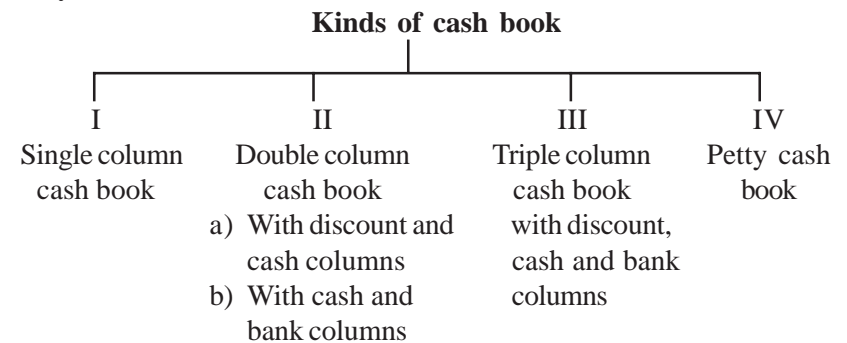 Kinds of cash book
I
Single column
cash book
II
Double column
cash book
a) With discount and
cash columns
b) With cash and
bank columns
III
Triple column
cash book
with discount,
cash and bank
columns
IV
Petty cash
book